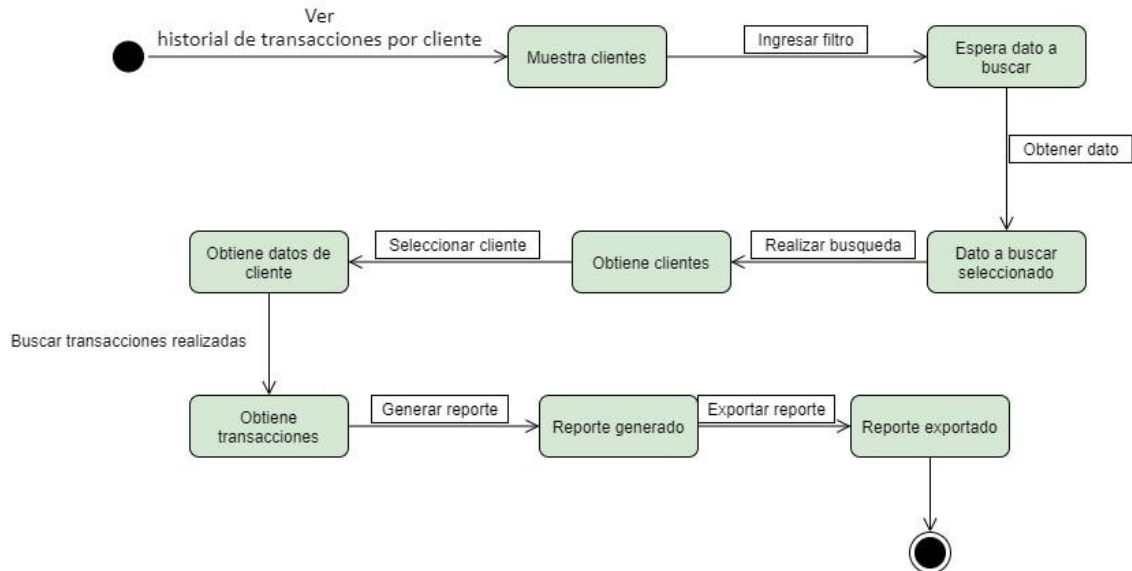 Ver
historial de transacciones por cliente
Muestra clientes
Ingresar filtro
Espera dato a
buscar
Obtener dato
Dato a buscar
seleccionado
Realizar busqueda
Obtiene clientes
Seleccionar cliente
Obtiene datos de
cliente
Buscar transacciones realizadas
Obtiene
transacciones
Generar reporte
Reporte generado
Exportar reporte
Reporte exportado